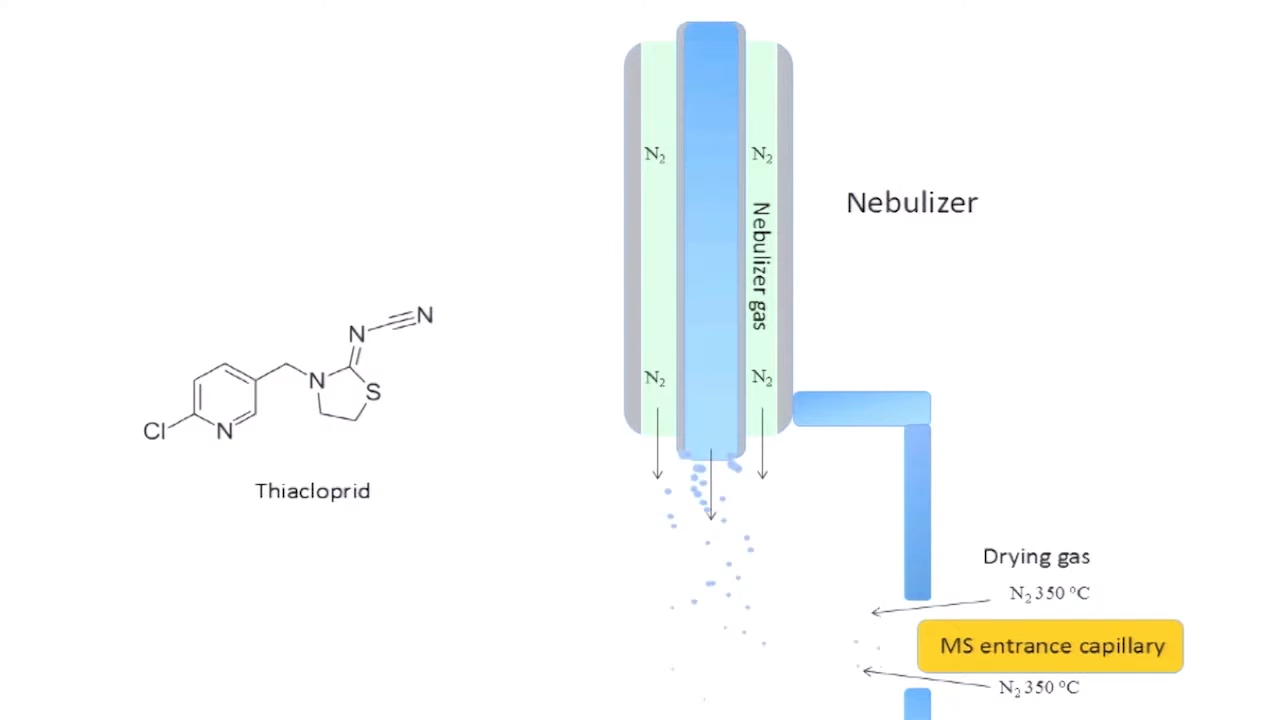 N₂ N₂
Nebulizer
Nebulizer gas
N
N
N
S
N₂ N₂
Cl
N
Thiacloprid
Drying gas
N₂ 350 °C
MS entrance capillary
N₂ 350 °C